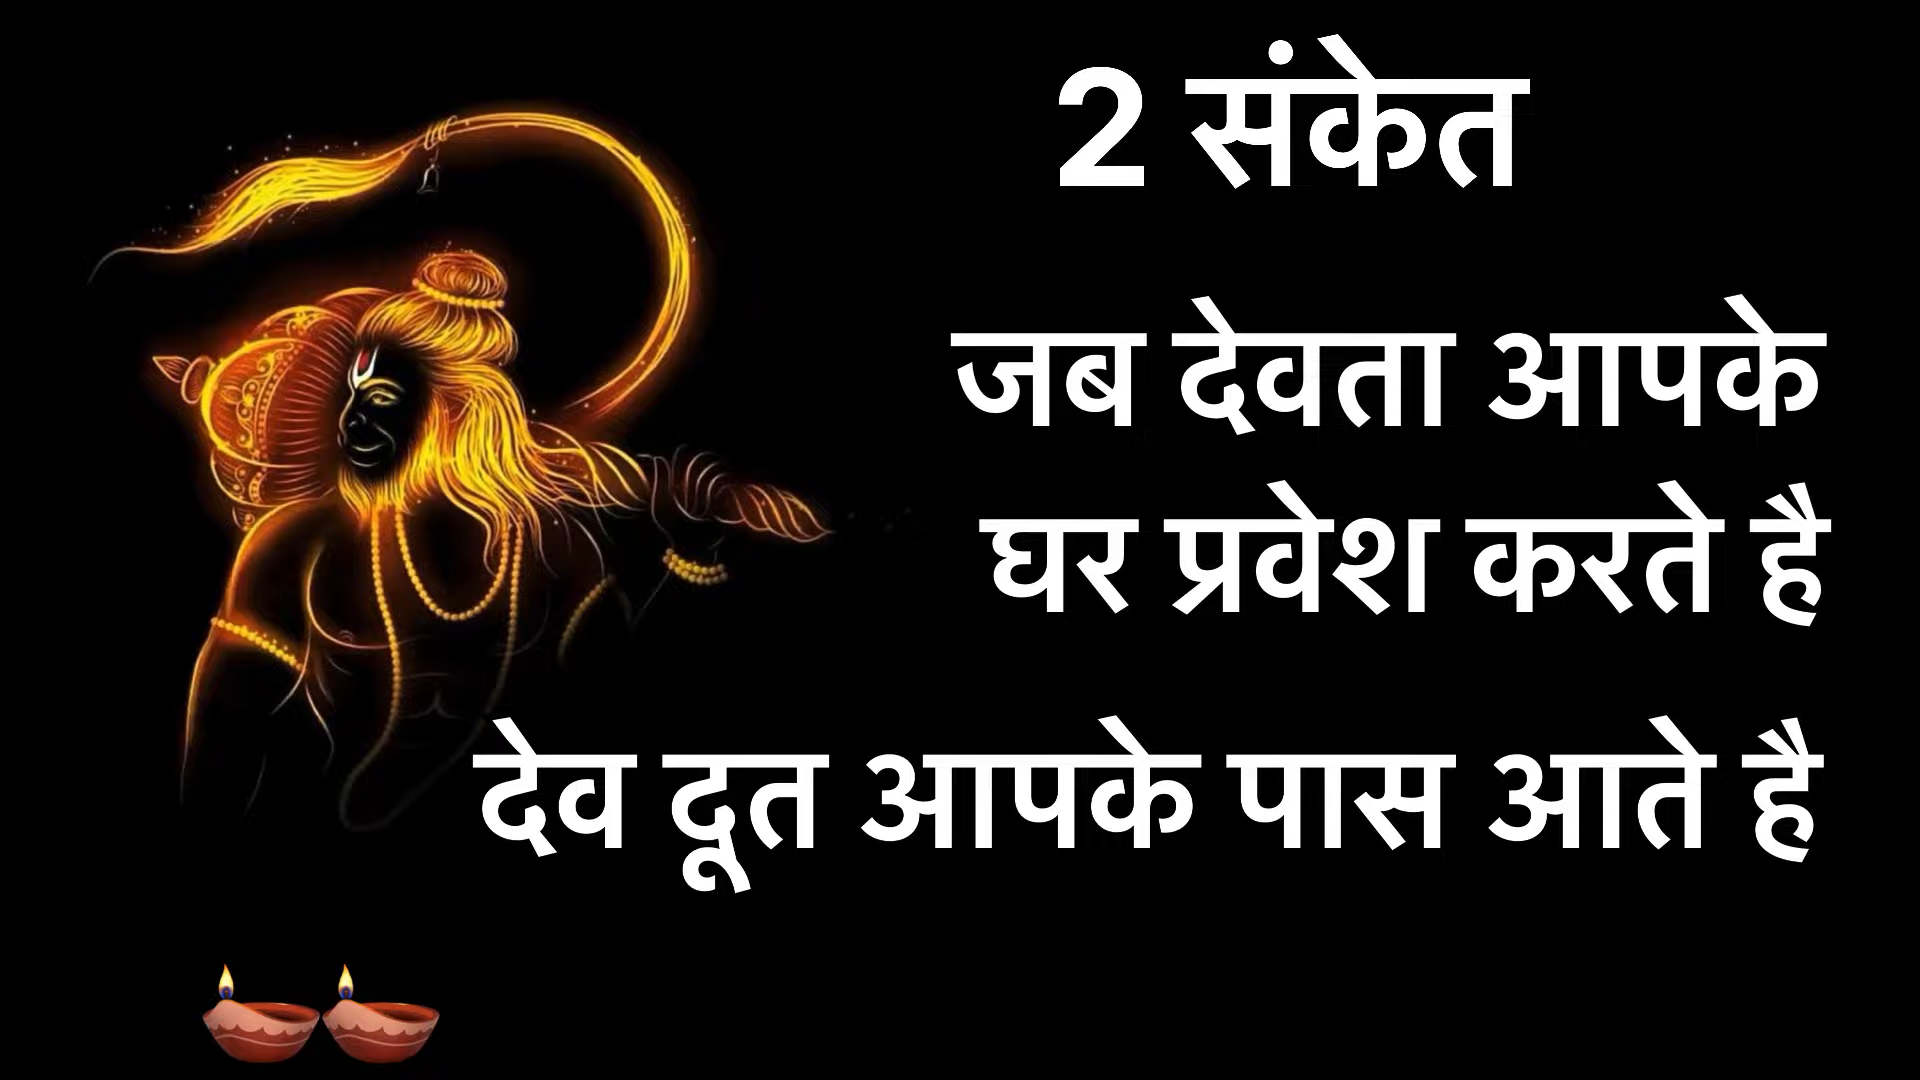 2 संकेत
जब देवता आपके
घर प्रवेश करते है
देव दूत आपके पास आते है